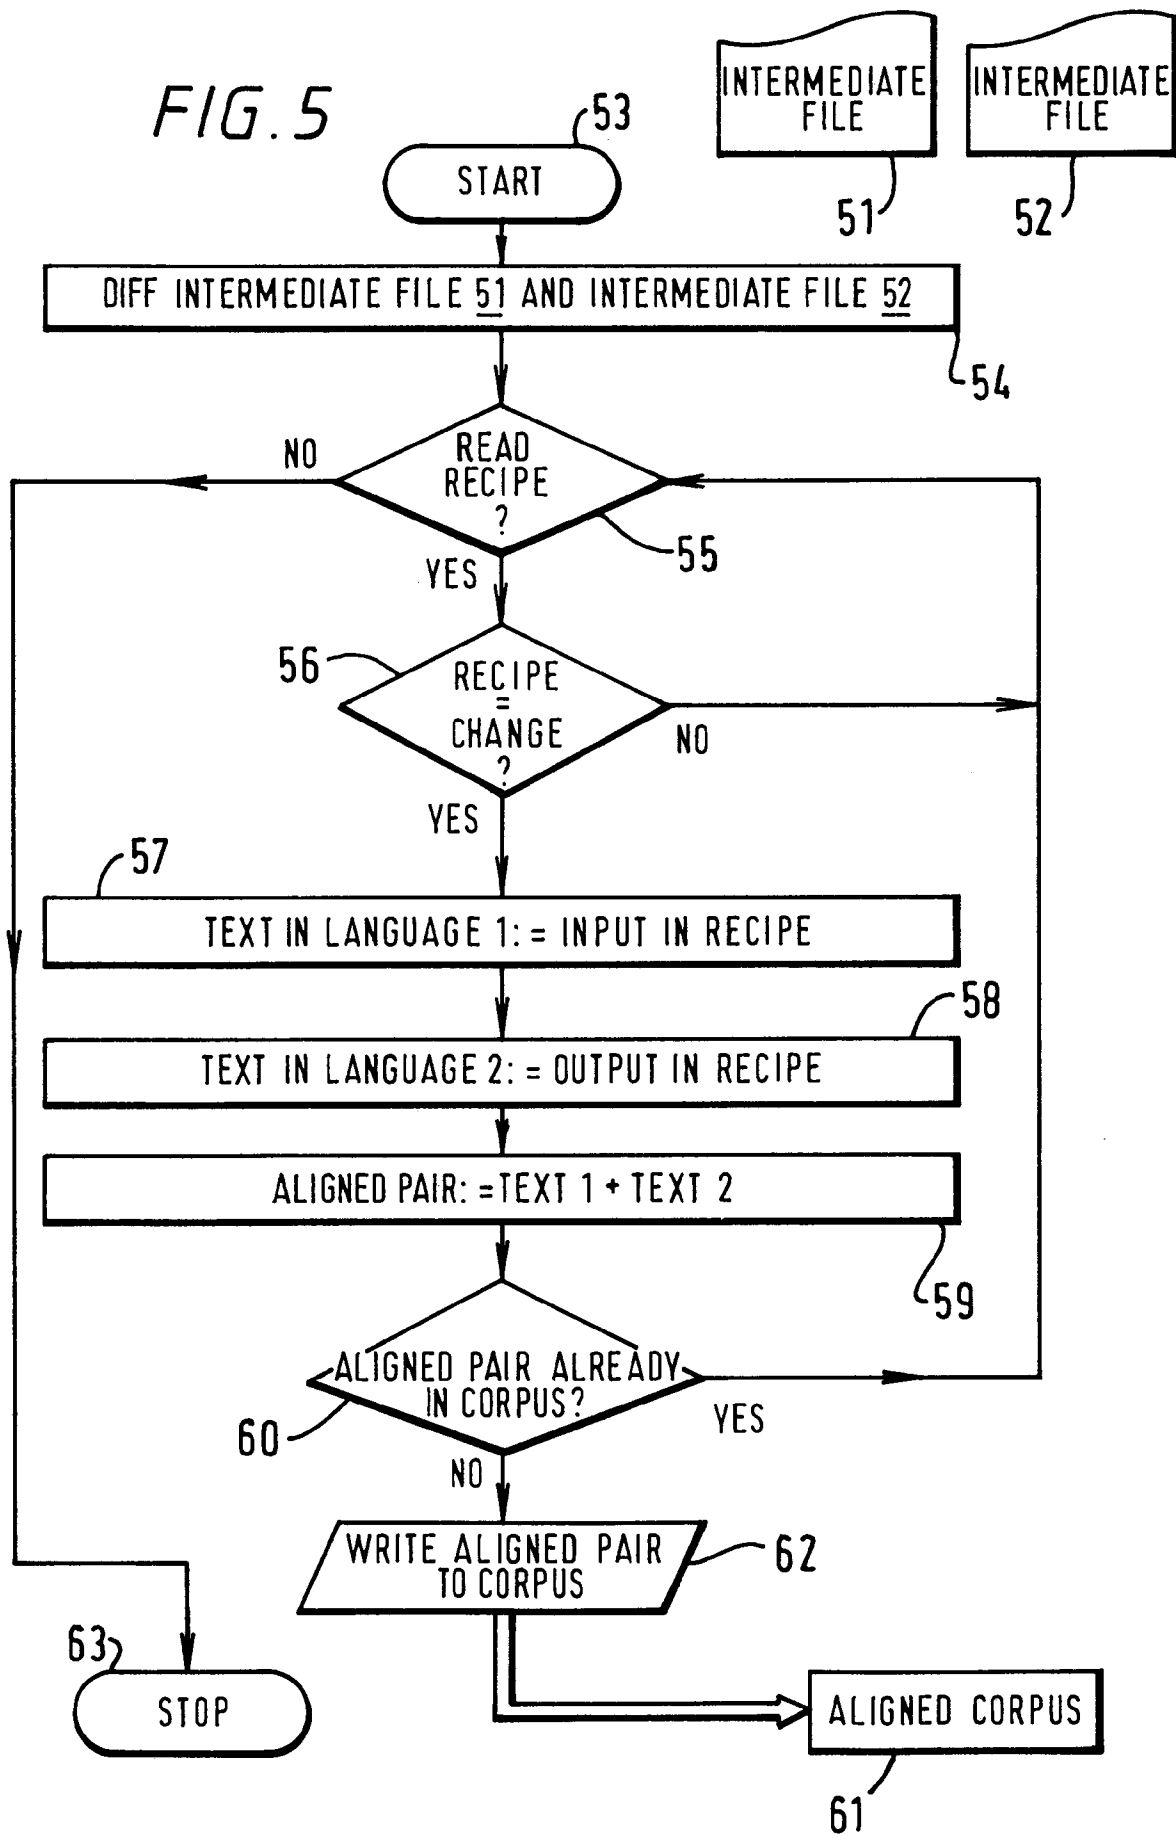 FIG. 5
INTERMEDIATE
FILE
51
INTERMEDIATE
FILE
52
53
START
DIFF INTERMEDIATE FILE 51 AND INTERMEDIATE FILE 52
54
READ
RECIPE
?
NO
55
YES
56
RECIPE
=
CHANGE
?
NO
YES
57
TEXT IN LANGUAGE 1: = INPUT IN RECIPE
58
TEXT IN LANGUAGE 2: = OUTPUT IN RECIPE
ALIGNED PAIR: = TEXT 1 + TEXT 2
59
ALIGNED PAIR ALREADY
IN CORPUS?
60
YES
NO
WRITE ALIGNED PAIR
TO CORPUS
62
63
STOP
ALIGNED CORPUS
61